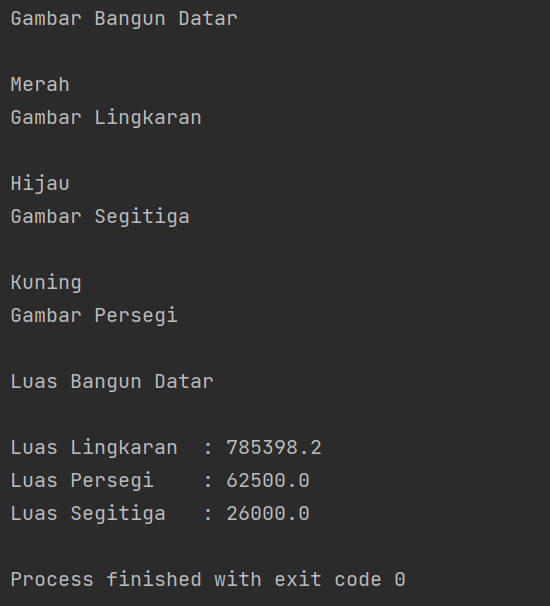 Gambar Bangun Datar
Merah
Gambar Lingkaran
Hijau
Gambar Segitiga
Kuning
Gambar Persegi
Luas Bangun Datar
Luas Lingkaran  : 785398.2
Luas Persegi    : 62500.0
Luas Segitiga   : 26000.0
Process finished with exit code 0